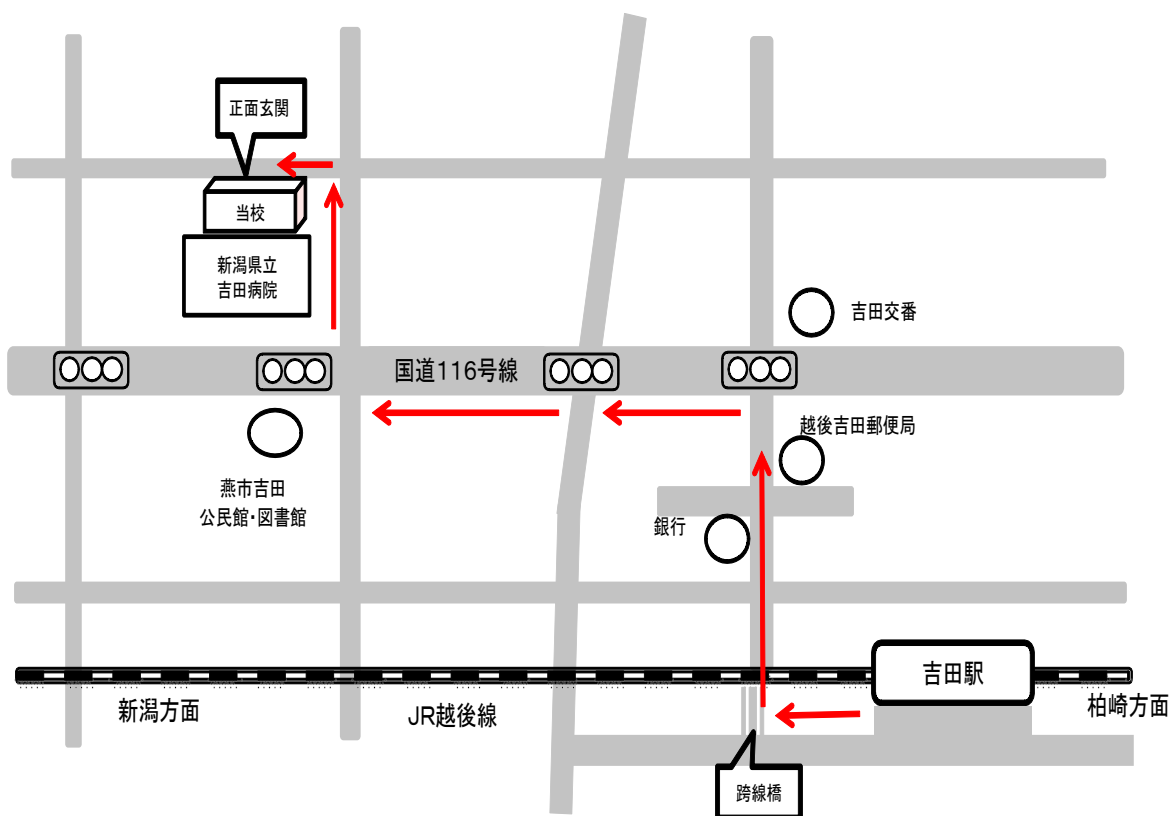 正面玄関
当校
新潟県立
吉田病院
吉田交番
国道116号線
越後吉田郵便局
燕市吉田
公民館・図書館
銀行
吉田駅
新潟方面
JR越後線
柏崎方面
跨線橋